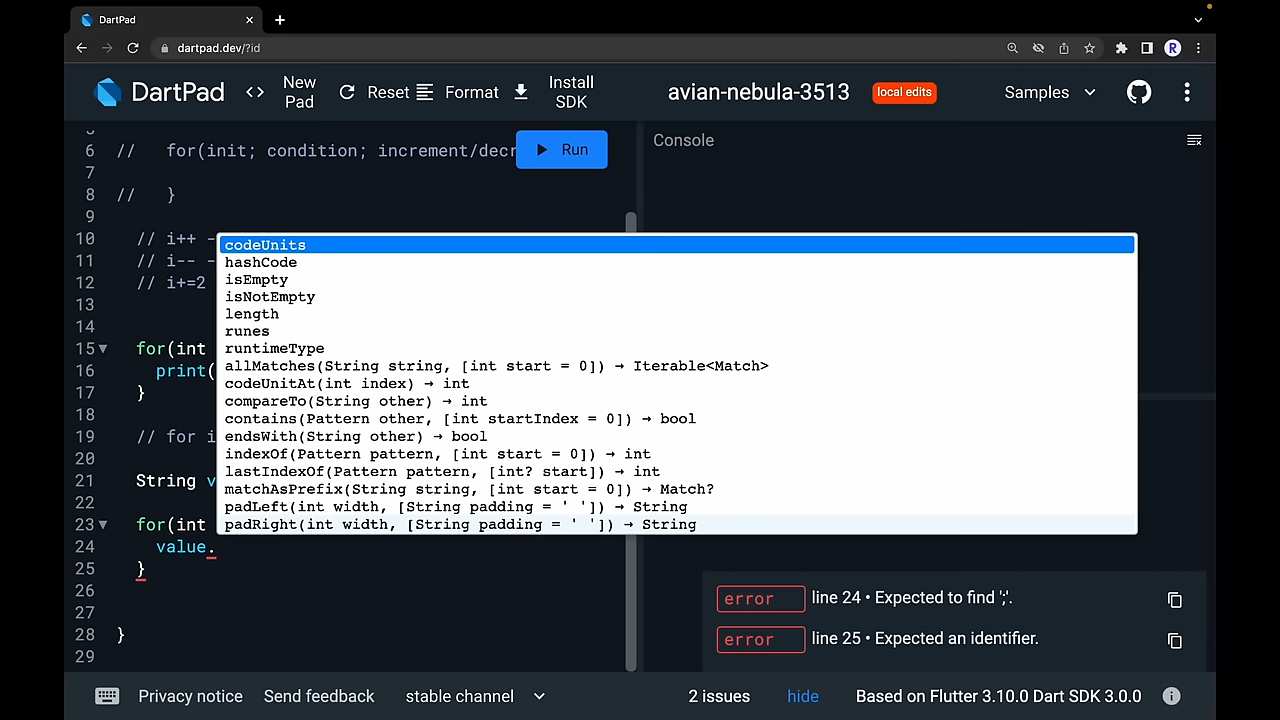 DartPad
dartpad.dev/?id
R
DartPad
<>
New Pad
Reset
Format
Install SDK
avian-nebula-3513
local edits
Samples
6 //   for(init; condition; increment/decr
Run
Console
7
8 //   }
9
10 // i++ -
11 // i-- -
12 // i+=2
13
14
15 for(int
16 print(
17 }
18
19 // for i
20
21 String v
22
23 for(int
24 value.
25 }
26
27
28 }
29
codeUnits
hashCode
isEmpty
isNotEmpty
length
runes
runtimeType
allMatches(String string, [int start = 0]) → Iterable<Match>
codeUnitAt(int index) → int
compareTo(String other) → int
contains(Pattern other, [int startIndex = 0]) → bool
endsWith(String other) → bool
indexOf(Pattern pattern, [int start = 0]) → int
lastIndexOf(Pattern pattern, [int? start]) → int
matchAsPrefix(String string, [int start = 0]) → Match?
padLeft(int width, [String padding = ' ']) → String
padRight(int width, [String padding = ' ']) → String
error line 24 • Expected to find ';'.
error line 25 • Expected an identifier.
Privacy notice
Send feedback
stable channel
2 issues
hide
Based on Flutter 3.10.0 Dart SDK 3.0.0